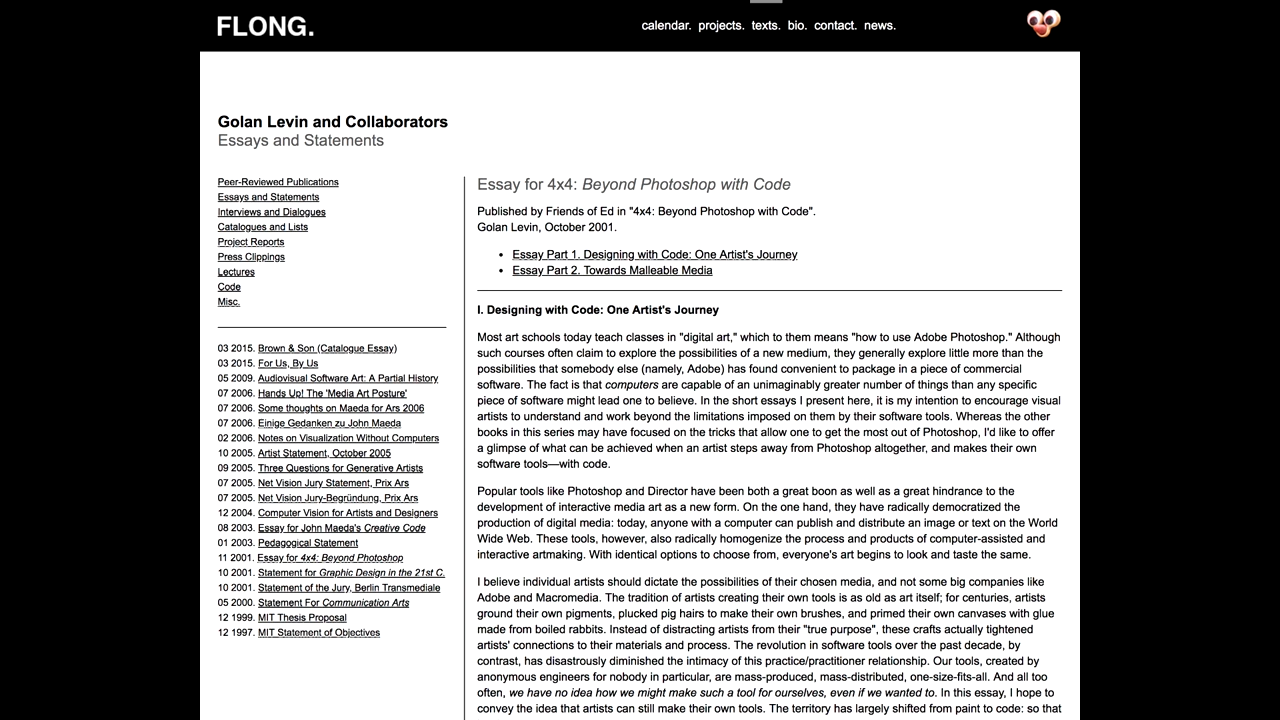 FLONG.
calendar. projects. texts. bio. contact. news.
Golan Levin and Collaborators
Essays and Statements
Peer-Reviewed Publications
Essays and Statements
Interviews and Dialogues
Catalogues and Lists
Project Reports
Press Clippings
Lectures
Code
Misc.
03 2015. Brown & Son (Catalogue Essay)
03 2015. For Us, By Us
05 2009. Audiovisual Software Art: A Partial History
07 2006. Hands Up! The 'Media Art Posture'
07 2006. Some thoughts on Maeda for Ars 2006
07 2006. Einige Gedanken zu John Maeda
02 2006. Notes on Visualization Without Computers
10 2005. Artist Statement, October 2005
09 2005. Three Questions for Generative Artists
07 2005. Net Vision Jury Statement, Prix Ars
07 2005. Net Vision Jury-Begründung, Prix Ars
12 2004. Computer Vision for Artists and Designers
08 2003. Essay for John Maeda's Creative Code
01 2003. Pedagogical Statement
11 2001. Essay for 4x4: Beyond Photoshop
10 2001. Statement for Graphic Design in the 21st C.
10 2001. Statement of the Jury, Berlin Transmediale
05 2000. Statement For Communication Arts
12 1999. MIT Thesis Proposal
12 1997. MIT Statement of Objectives
Essay for 4x4: Beyond Photoshop with Code
Published by Friends of Ed in "4x4: Beyond Photoshop with Code".
Golan Levin, October 2001.
• Essay Part 1. Designing with Code: One Artist's Journey
• Essay Part 2. Towards Malleable Media
I. Designing with Code: One Artist's Journey
Most art schools today teach classes in "digital art," which to them means "how to use Adobe Photoshop." Although
such courses often claim to explore the possibilities of a new medium, they generally explore little more than the
possibilities that somebody else (namely, Adobe) has found convenient to package in a piece of commercial
software. The fact is that computers are capable of an unimaginably greater number of things than any specific
piece of software might lead one to believe. In the short essays I present here, it is my intention to encourage visual
artists to understand and work beyond the limitations imposed on them by their software tools. Whereas the other
books in this series may have focused on the tricks that allow one to get the most out of Photoshop, I'd like to offer
a glimpse of what can be achieved when an artist steps away from Photoshop altogether, and makes their own
software tools—with code.
Popular tools like Photoshop and Director have been both a great boon as well as a great hindrance to the
development of interactive media art as a new form. On the one hand, they have radically democratized the
production of digital media: today, anyone with a computer can publish and distribute an image or text on the World
Wide Web. These tools, however, also radically homogenize the process and products of computer-assisted and
interactive artmaking. With identical options to choose from, everyone's art begins to look and taste the same.
I believe individual artists should dictate the possibilities of their chosen media, and not some big companies like
Adobe and Macromedia. The tradition of artists creating their own tools is as old as art itself; for centuries, artists
ground their own pigments, plucked pig hairs to make their own brushes, and primed their own canvases with glue
made from boiled rabbits. Instead of distracting artists from their "true purpose", these crafts actually tightened
artists' connections to their materials and process. The revolution in software tools over the past decade, by
contrast, has disastrously diminished the intimacy of this practice/practitioner relationship. Our tools, created by
anonymous engineers for nobody in particular, are mass-produced, mass-distributed, one-size-fits-all. And all too
often, we have no idea how we might make such a tool for ourselves, even if we wanted to. In this essay, I hope to
convey the idea that artists can still make their own tools. The territory has largely shifted from paint to code: so that